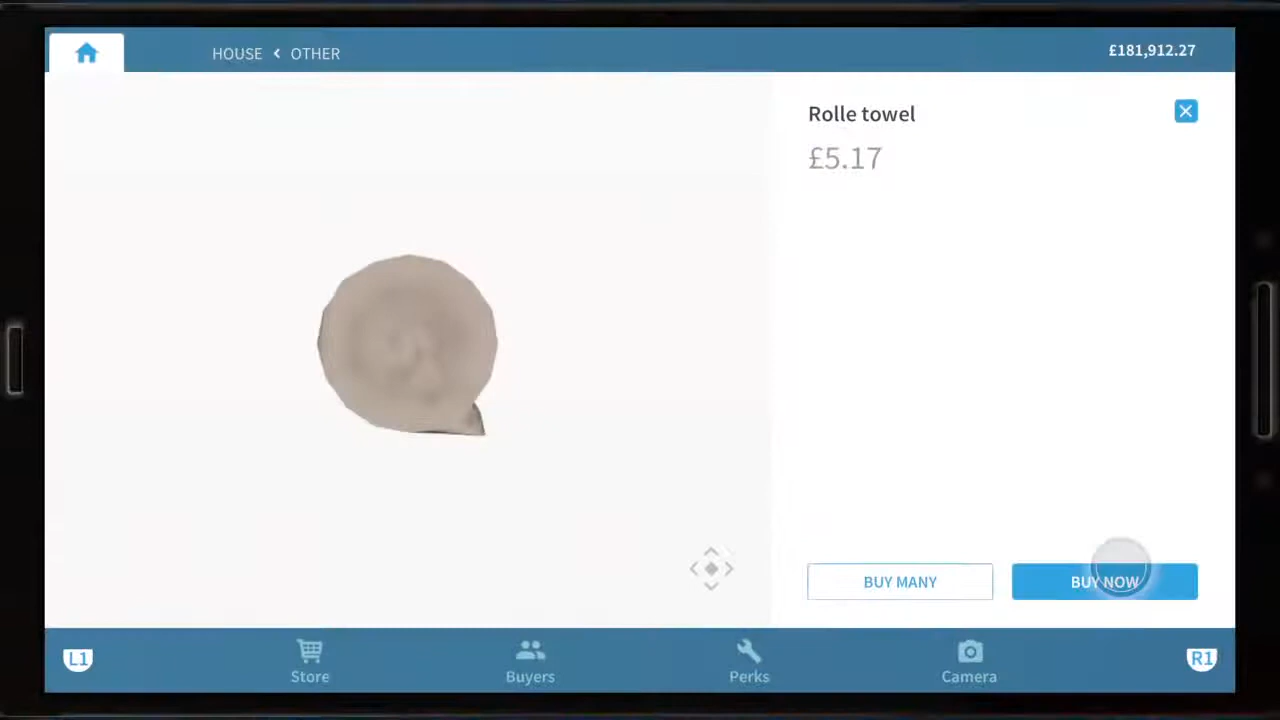 HOUSE < OTHER
£181,912.27
Rolle towel
£5.17
BUY MANY
BUY NOW
L1
Store
Buyers
Perks
Camera
R1